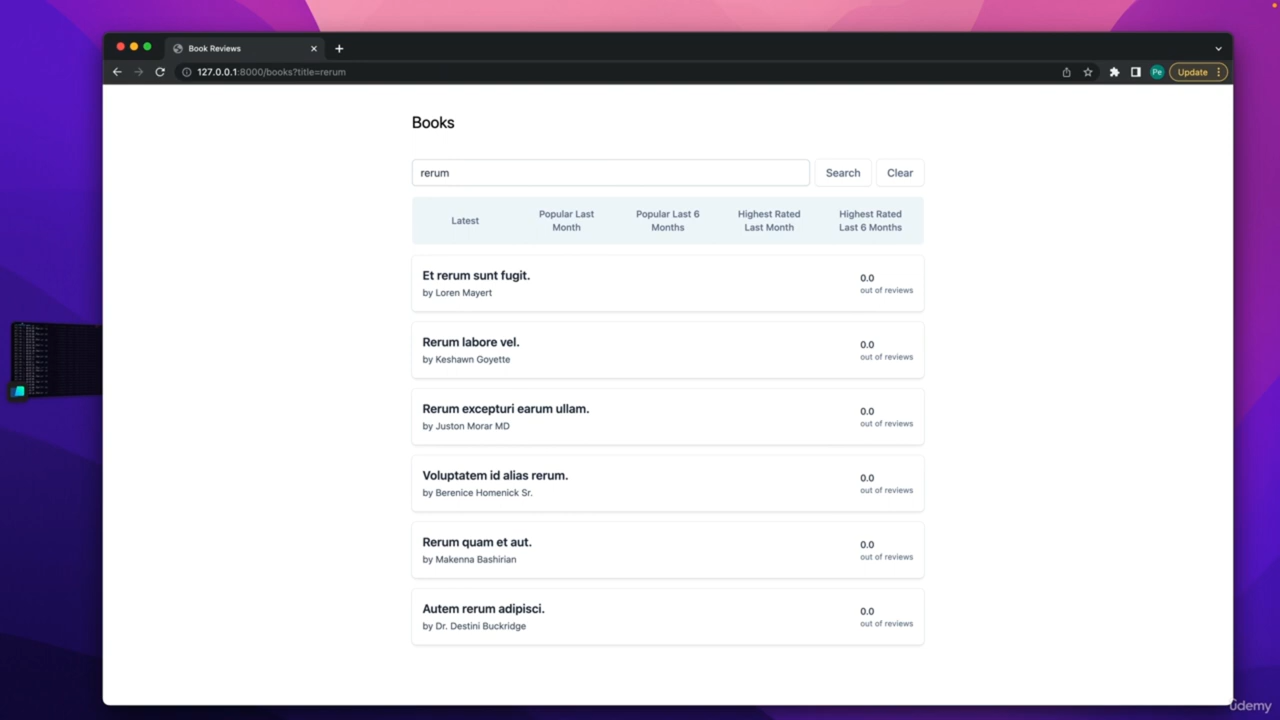 Book Reviews
127.0.0.1:8000/books?title=rerum
Pe
Update
Books
rerum
Search
Clear
Latest
Popular Last
Month
Popular Last 6
Months
Highest Rated
Last Month
Highest Rated
Last 6 Months
Et rerum sunt fugit.
by Loren Mayert
0.0
out of reviews
Rerum labore vel.
by Keshawn Goyette
0.0
out of reviews
Rerum excepturi earum ullam.
by Juston Morar MD
0.0
out of reviews
Voluptatem id alias rerum.
by Berenice Homenick Sr.
0.0
out of reviews
Rerum quam et aut.
by Makenna Bashirian
0.0
out of reviews
Autem rerum adipisci.
by Dr. Destini Buckridge
0.0
out of reviews
ûdemy